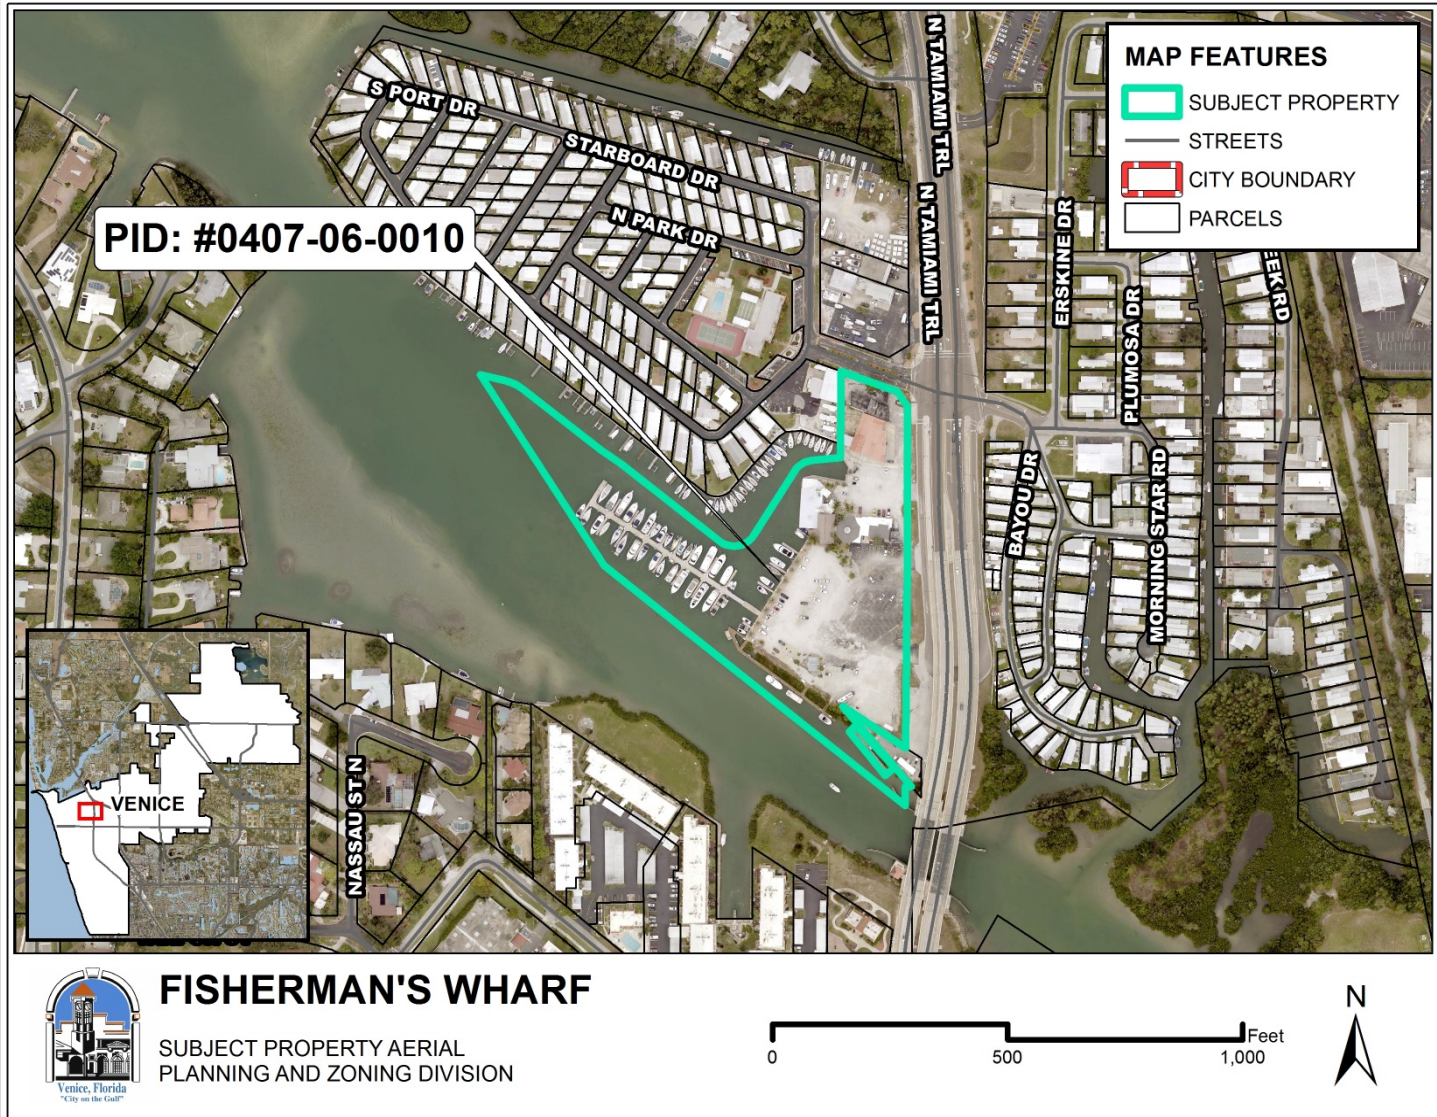 N TAMIAMI TRL
MAP FEATURES
SUBJECT PROPERTY
STREETS
CITY BOUNDARY
PARCELS
S PORT DR
STARBOARD DR
N PARK DR
N TAMIAMI TRL
ERSKINE DR
PLUMOSA DR
EEK RD
PID: #0407-06-0010
BAYOU DR
MORNING STAR RD
VENICE
NASSAU ST N
FISHERMAN'S WHARF
SUBJECT PROPERTY AERIAL
PLANNING AND ZONING DIVISION
Venice, Florida
"City on the Gulf"
0
500
1,000
Feet
N